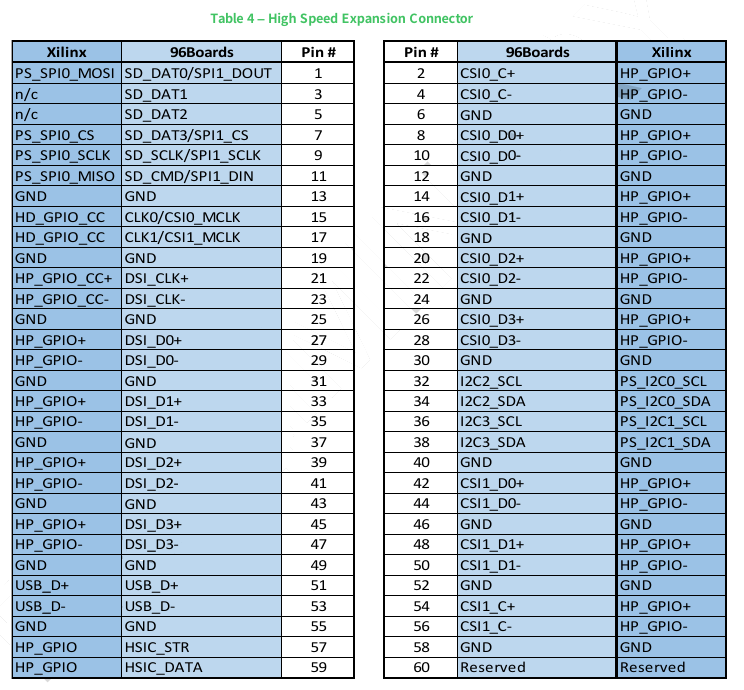 Table 4 – High Speed Expansion Connector
Xilinx 96Boards Pin # Pin # 96Boards Xilinx
PS_SPI0_MOSI SD_DAT0/SPI1_DOUT 1 2 CSI0_C+ HP_GPIO+
n/c SD_DAT1 3 4 CSI0_C- HP_GPIO-
n/c SD_DAT2 5 6 GND GND
PS_SPI0_CS SD_DAT3/SPI1_CS 7 8 CSI0_D0+ HP_GPIO+
PS_SPI0_SCLK SD_SCLK/SPI1_SCLK 9 10 CSI0_D0- HP_GPIO-
PS_SPI0_MISO SD_CMD/SPI1_DIN 11 12 GND GND
GND GND 13 14 CSI0_D1+ HP_GPIO+
HD_GPIO_CC CLK0/CSI0_MCLK 15 16 CSI0_D1- HP_GPIO-
HD_GPIO_CC CLK1/CSI1_MCLK 17 18 GND GND
GND GND 19 20 CSI0_D2+ HP_GPIO+
HP_GPIO_CC+ DSI_CLK+ 21 22 CSI0_D2- HP_GPIO-
HP_GPIO_CC- DSI_CLK- 23 24 GND GND
GND GND 25 26 CSI0_D3+ HP_GPIO+
HP_GPIO+ DSI_D0+ 27 28 CSI0_D3- HP_GPIO-
HP_GPIO- DSI_D0- 29 30 GND GND
GND GND 31 32 I2C2_SCL PS_I2C0_SCL
HP_GPIO+ DSI_D1+ 33 34 I2C2_SDA PS_I2C0_SDA
HP_GPIO- DSI_D1- 35 36 I2C3_SCL PS_I2C1_SCL
GND GND 37 38 I2C3_SDA PS_I2C1_SDA
HP_GPIO+ DSI_D2+ 39 40 GND GND
HP_GPIO- DSI_D2- 41 42 CSI1_D0+ HP_GPIO+
GND GND 43 44 CSI1_D0- HP_GPIO-
HP_GPIO+ DSI_D3+ 45 46 GND GND
HP_GPIO- DSI_D3- 47 48 CSI1_D1+ HP_GPIO+
GND GND 49 50 CSI1_D1- HP_GPIO-
USB_D+ USB_D+ 51 52 GND GND
USB_D- USB_D- 53 54 CSI1_C+ HP_GPIO+
GND GND 55 56 CSI1_C- HP_GPIO-
HP_GPIO HSIC_STR 57 58 GND GND
HP_GPIO HSIC_DATA 59 60 Reserved Reserved